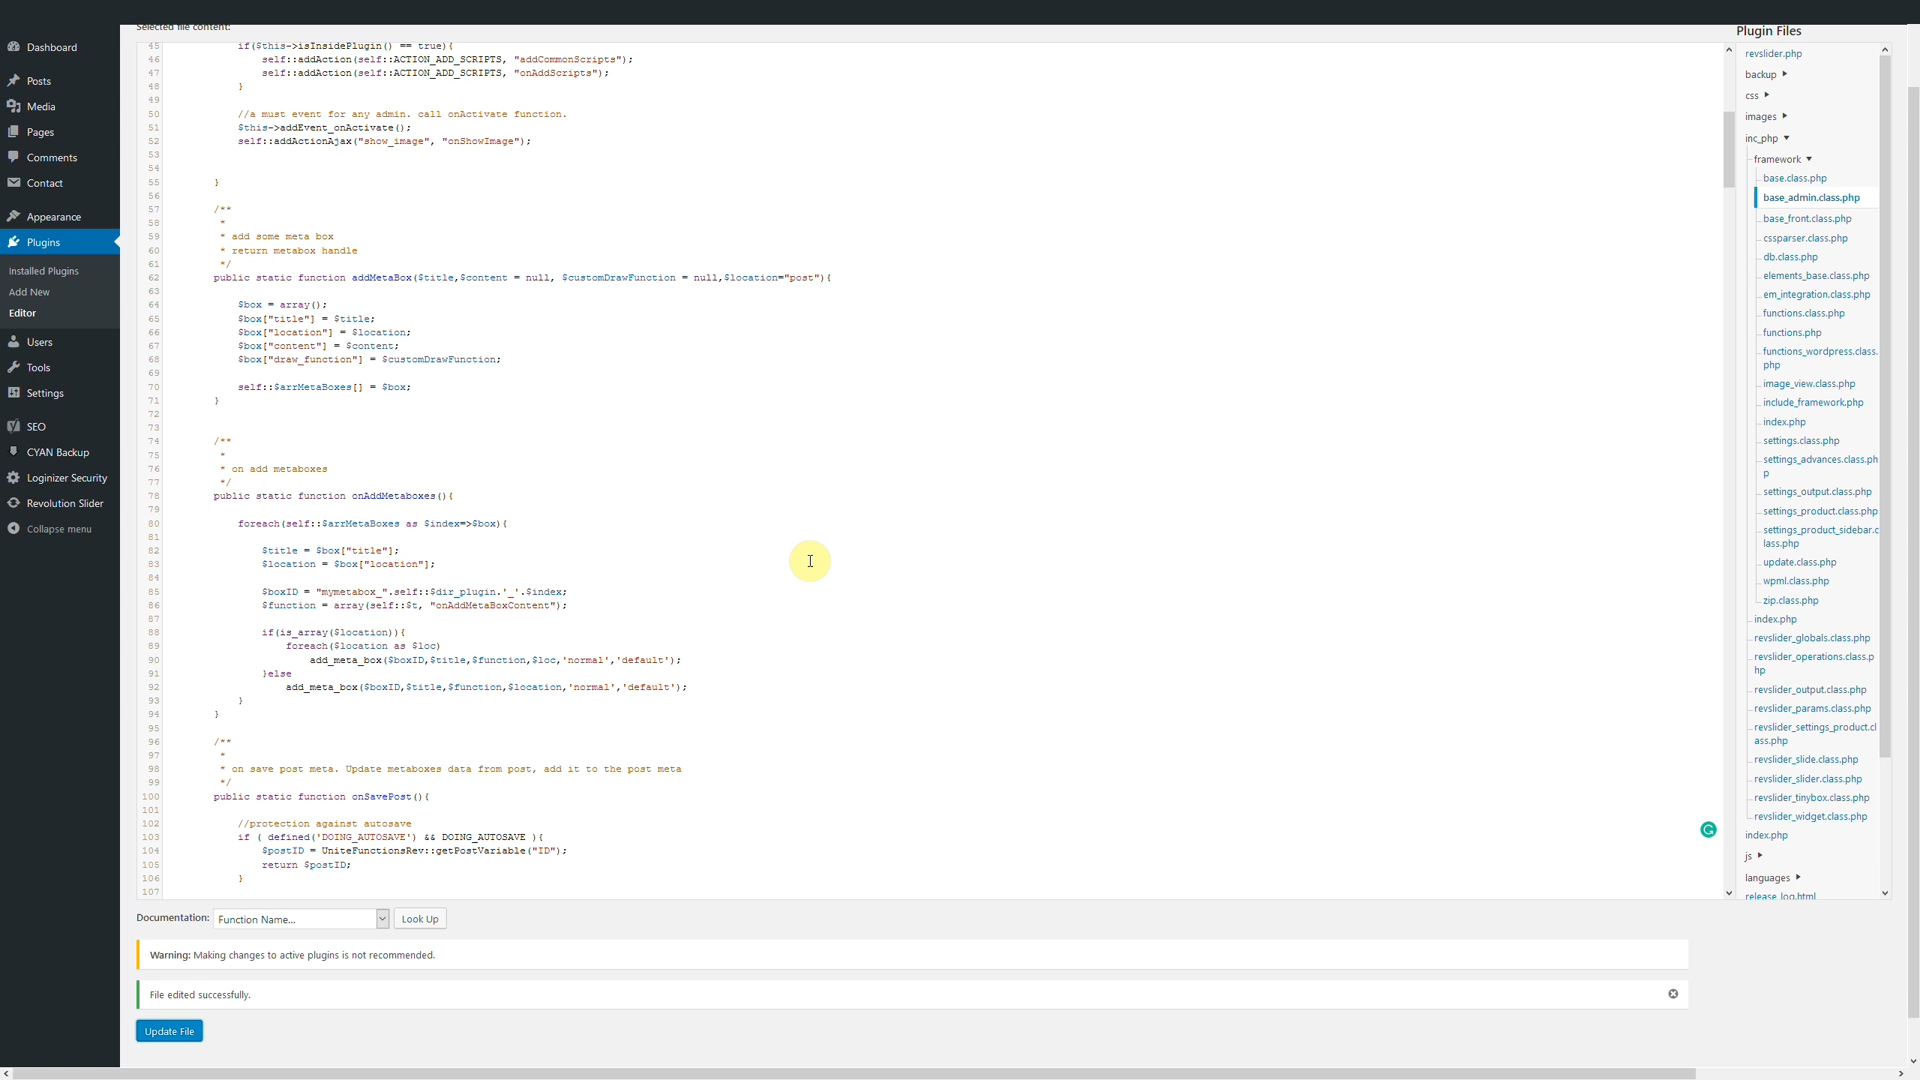 Selected file content:
Plugin Files
Dashboard
Posts
Media
Pages
Comments
Contact
Appearance
Plugins
Installed Plugins
Add New
Editor
Users
Tools
Settings
SEO
CYAN Backup
Loginizer Security
Revolution Slider
Collapse menu
45 if($this->isInsidePlugin() == true){
46 self::addAction(self::ACTION_ADD_SCRIPTS, "addCommonScripts");
47 self::addAction(self::ACTION_ADD_SCRIPTS, "onAddScripts");
48 }
49
50 //a must event for any admin. call onActivate function.
51 $this->addEvent_onActivate();
52 self::addActionAjax("show_image", "onShowImage");
53
54
55 }
56
57 /**
58 *
59 * add some meta box
60 * return metabox handle
61 */
62 public static function addMetaBox($title,$content = null, $customDrawFunction = null,$location="post"){
63
64 $box = array();
65 $box["title"] = $title;
66 $box["location"] = $location;
67 $box["content"] = $content;
68 $box["draw_function"] = $customDrawFunction;
69
70 self::$arrMetaBoxes[] = $box;
71 }
72
73
74 /**
75 *
76 * on add metaboxes
77 */
78 public static function onAddMetaboxes(){
79
80 foreach(self::$arrMetaBoxes as $index=>$box){
81
82 $title = $box["title"];
83 $location = $box["location"];
84
85 $boxID = "mymetabox_".self::$dir_plugin.'_'.$index;
86 $function = array(self::$t, "onAddMetaBoxContent");
87
88 if(is_array($location)){
89 foreach($location as $loc)
90 add_meta_box($boxID,$title,$function,$loc,'normal','default');
91 }else
92 add_meta_box($boxID,$title,$function,$location,'normal','default');
93 }
94 }
95
96 /**
97 *
98 * on save post meta. Update metaboxes data from post, add it to the post meta
99 */
100 public static function onSavePost(){
101
102 //protection against autosave
103 if ( defined('DOING_AUTOSAVE') && DOING_AUTOSAVE ){
104 $postID = UniteFunctionsRev::getPostVariable("ID");
105 return $postID;
106 }
107
revslider.php
backup
css
images
inc_php
framework
base.class.php
base_admin.class.php
base_front.class.php
cssparser.class.php
db.class.php
elements_base.class.php
em_integration.class.php
functions.class.php
functions.php
functions_wordpress.class.
php
image_view.class.php
include_framework.php
index.php
settings.class.php
settings_advances.class.ph
p
settings_output.class.php
settings_product.class.php
settings_product_sidebar.c
lass.php
update.class.php
wpml.class.php
zip.class.php
index.php
revslider_globals.class.php
revslider_operations.class.p
hp
revslider_output.class.php
revslider_params.class.php
revslider_settings_product.cl
ass.php
revslider_slide.class.php
revslider_slider.class.php
revslider_tinybox.class.php
revslider_widget.class.php
index.php
js
languages
release_log.html
Documentation: Function Name... Look Up
Warning: Making changes to active plugins is not recommended.
File edited successfully.
Update File